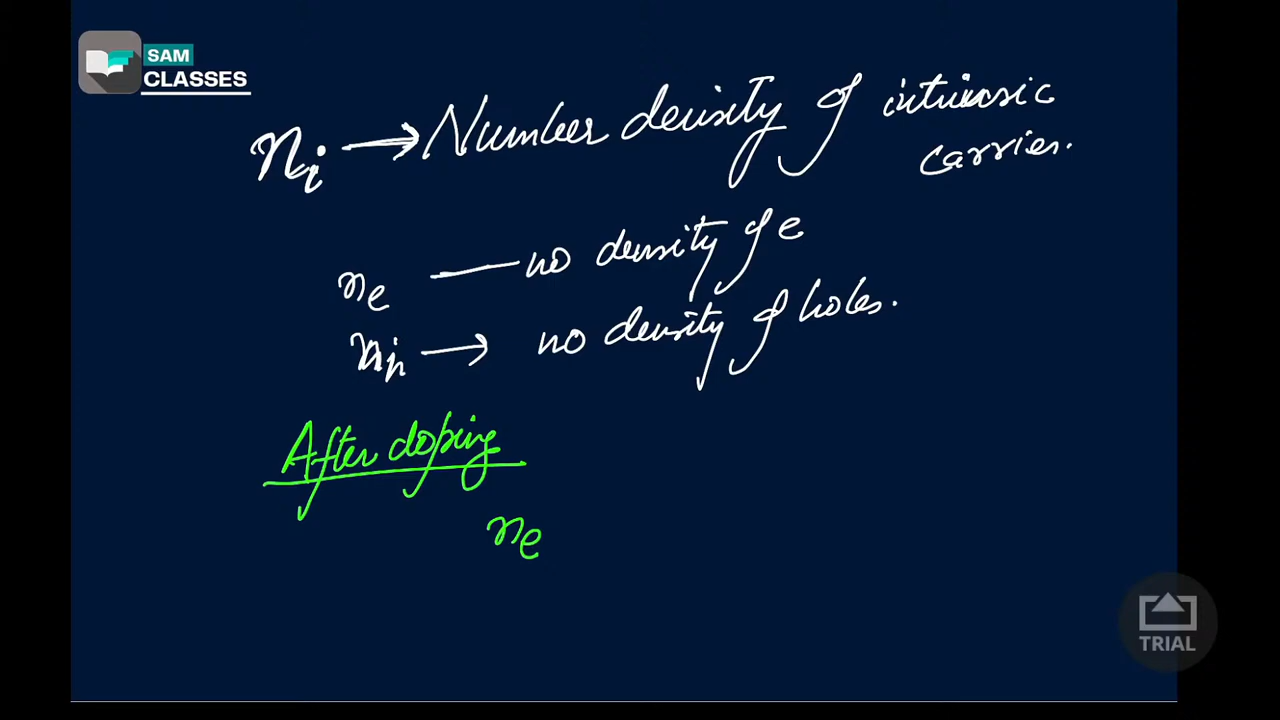 SAM
CLASSES
nᵢ → Number density of intrinsic
carrier.
nₑ — no density of e
nₕ → no density of holes.
After doping
nₑ
TRIAL